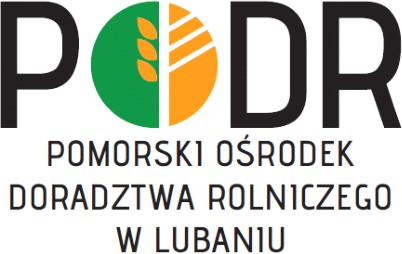 PODR
POMORSKI OŚRODEK
DORADZTWA ROLNICZEGO
W LUBANIU